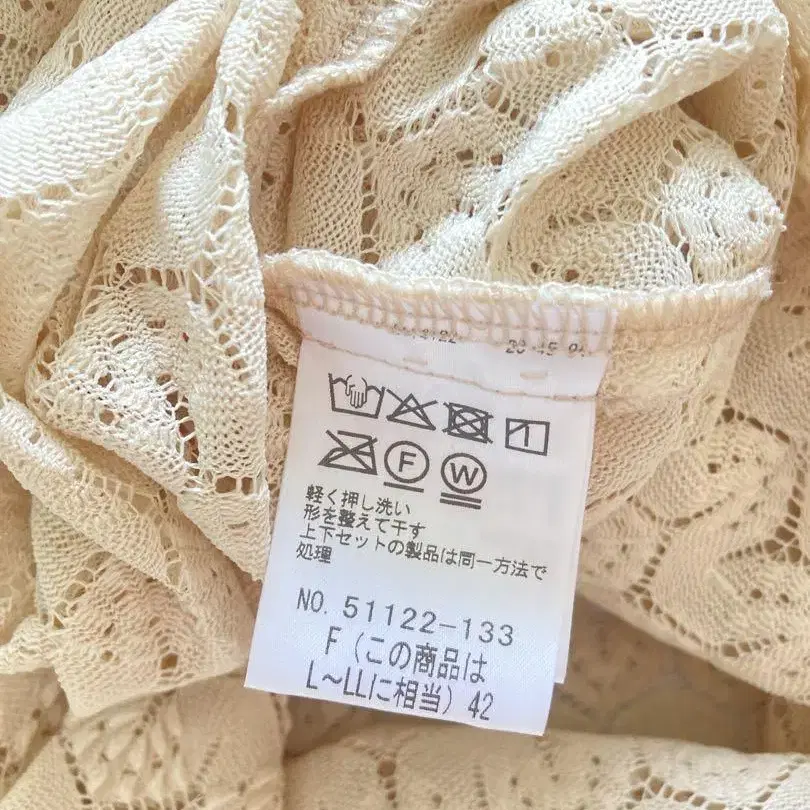 F W
軽く押し洗い
形を整えて干す
上下セットの製品は同一方法で
処理
NO. 51122-133
F (この商品は
L~LLに相当) 42